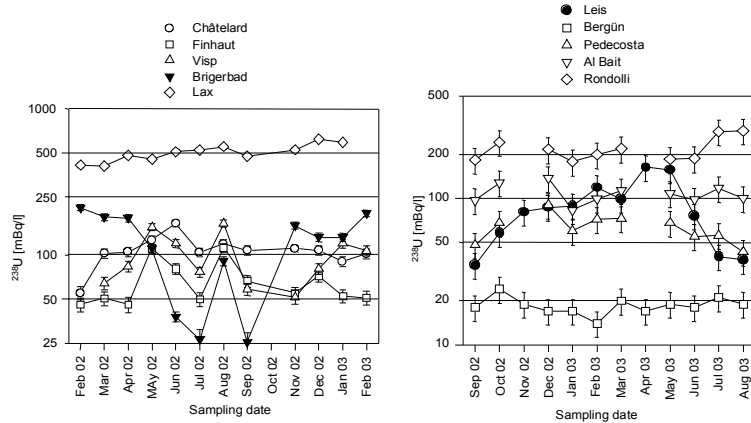 Châtelard
Finhaut
Visp
Brigerbad
Lax
1000
500
250
100
50
25
238U [mBq/l]
Feb 02
Mar 02
Apr 02
MAy 02
Jun 02
Jul 02
Aug 02
Sep 02
Oct 02
Nov 02
Dec 02
Jan 03
Feb 03
Sampling date
Leis
Bergün
Pedecosta
Al Bait
Rondolli
500
200
100
50
20
10
238U [mBq/l]
Sep 02
Oct 02
Nov 02
Dec 02
Jan 03
Feb 03
Mar 03
Apr 03
May 03
Jun 03
Jul 03
Aug 03
Sampling date